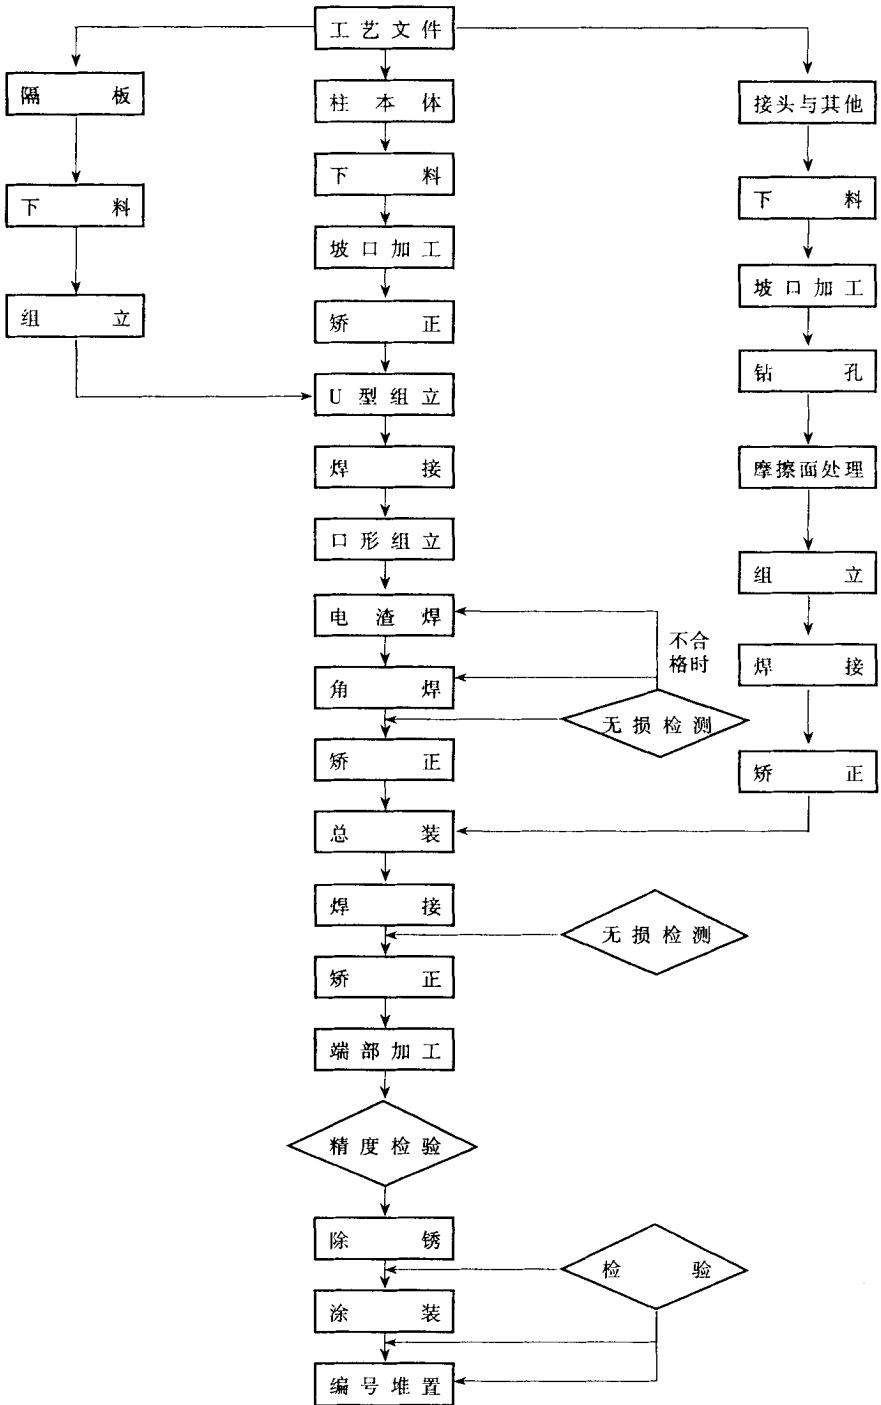 工艺文件
隔板
下料
组立
柱本体
下料
坡口加工
矫正
U型组立
焊接
口形组立
电渣焊
角焊
矫正
总装
焊接
矫正
端部加工
精度检验
除锈
涂装
编号堆置
接头与其他
下料
坡口加工
钻孔
摩擦面处理
组立
焊接
矫正
不合
格时
无损检测
无损检测
检验